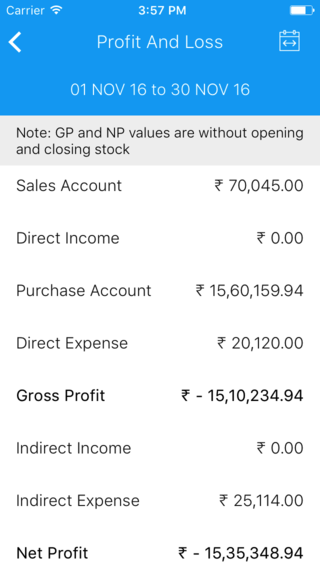 Carrier 3:57 PM
Profit And Loss
01 NOV 16 to 30 NOV 16
Note: GP and NP values are without opening
and closing stock
Sales Account ₹ 70,045.00
Direct Income ₹ 0.00
Purchase Account ₹ 15,60,159.94
Direct Expense ₹ 20,120.00
Gross Profit ₹ - 15,10,234.94
Indirect Income ₹ 0.00
Indirect Expense ₹ 25,114.00
Net Profit ₹ - 15,35,348.94